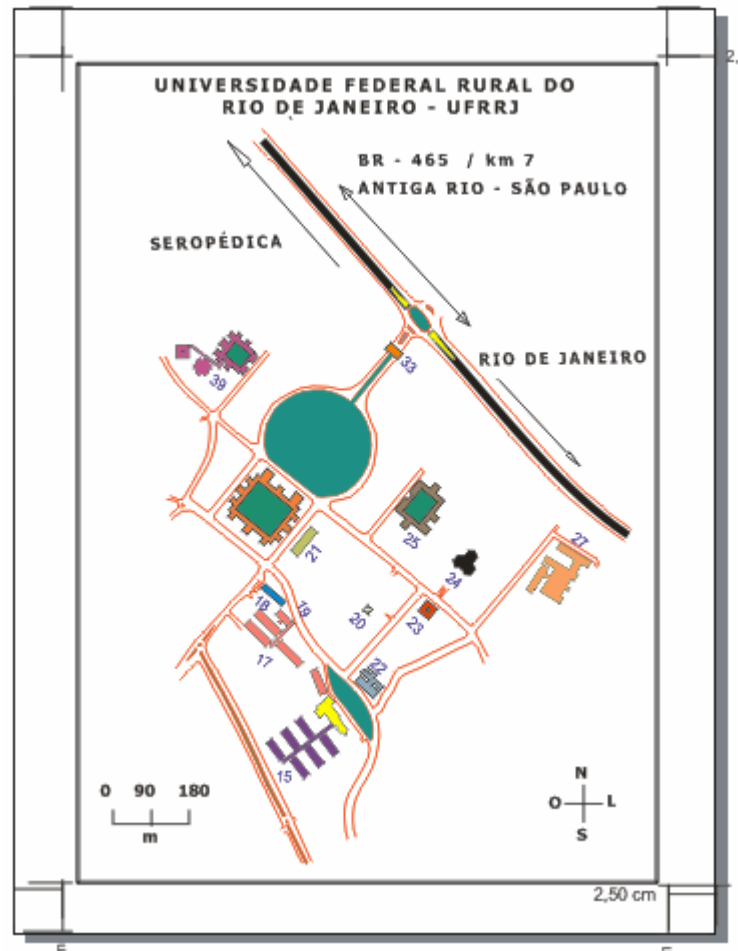 2,
UNIVERSIDADE FEDERAL RURAL DO
RIO DE JANEIRO - UFRRJ
BR - 465 / km 7
ANTIGA RIO - SÃO PAULO
SEROPÉDICA
RIO DE JANEIRO
33
39
25
21
27
24
18
19
20
23
17
22
15
0 90 180
m
N
O L
S
2,50 cm